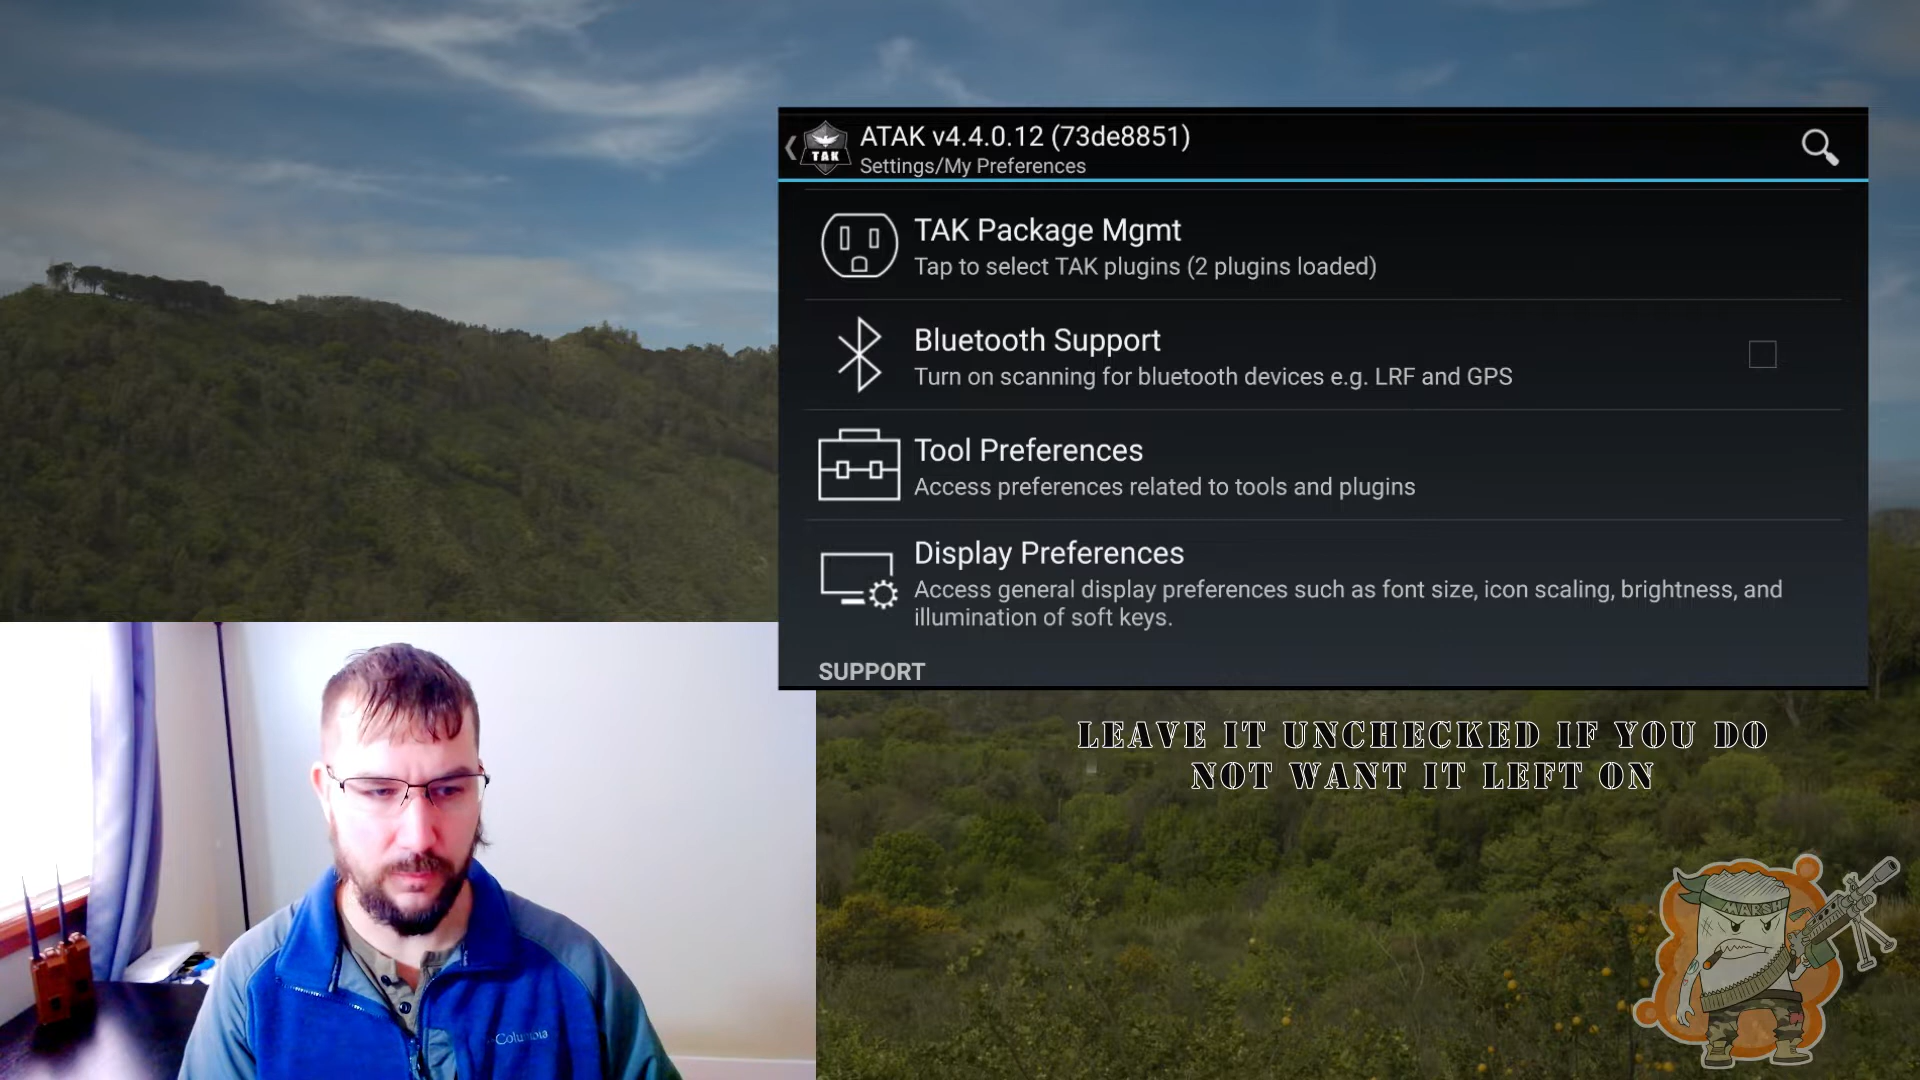 ATAK v4.4.0.12 (73de8851)
Settings/My Preferences
TAK
TAK Package Mgmt
Tap to select TAK plugins (2 plugins loaded)
Bluetooth Support
Turn on scanning for bluetooth devices e.g. LRF and GPS
Tool Preferences
Access preferences related to tools and plugins
Display Preferences
Access general display preferences such as font size, icon scaling, brightness, and
illumination of soft keys.
SUPPORT
LEAVE IT UNCHECKED IF YOU DO
NOT WANT IT LEFT ON
MARSH
Columbia